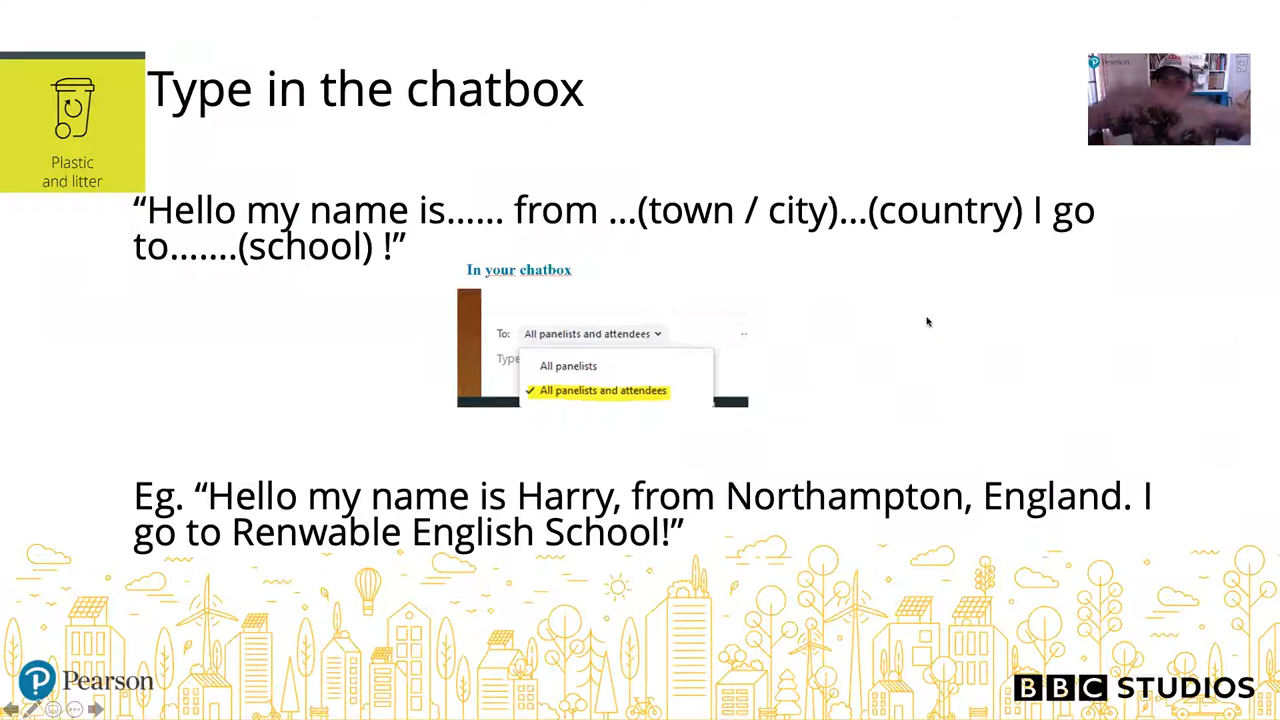 Type in the chatbox
Pearson
Plastic
and litter
“Hello my name is...... from ...(town / city)...(country) I go
to.......(school) !”
In your chatbox
To: All panelists and attendees
Type
All panelists
All panelists and attendees
Eg. “Hello my name is Harry, from Northampton, England. I
go to Renwable English School!”
Pearson
BBC STUDIOS